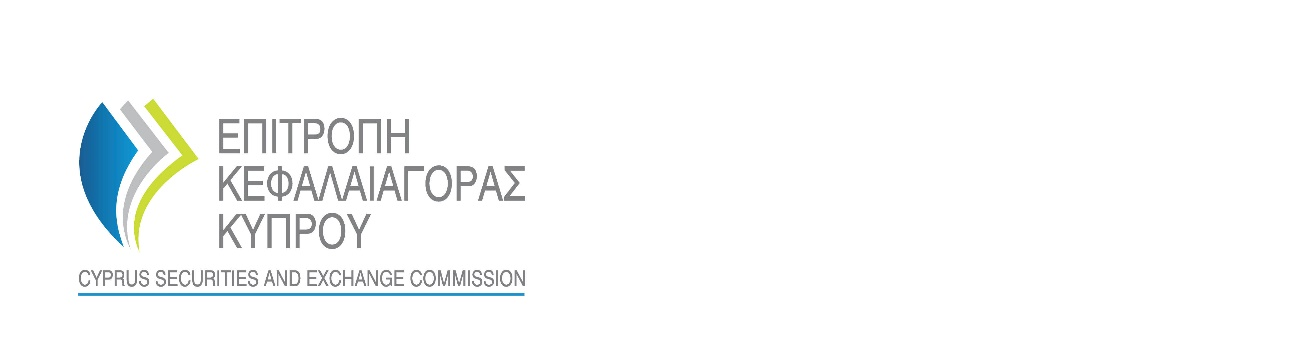 ΕΠΙΤΡΟΠΗ
ΚΕΦΑΛΑΙΑΓΟΡΑΣ
ΚΥΠΡΟΥ
CYPRUS SECURITIES AND EXCHANGE COMMISSION